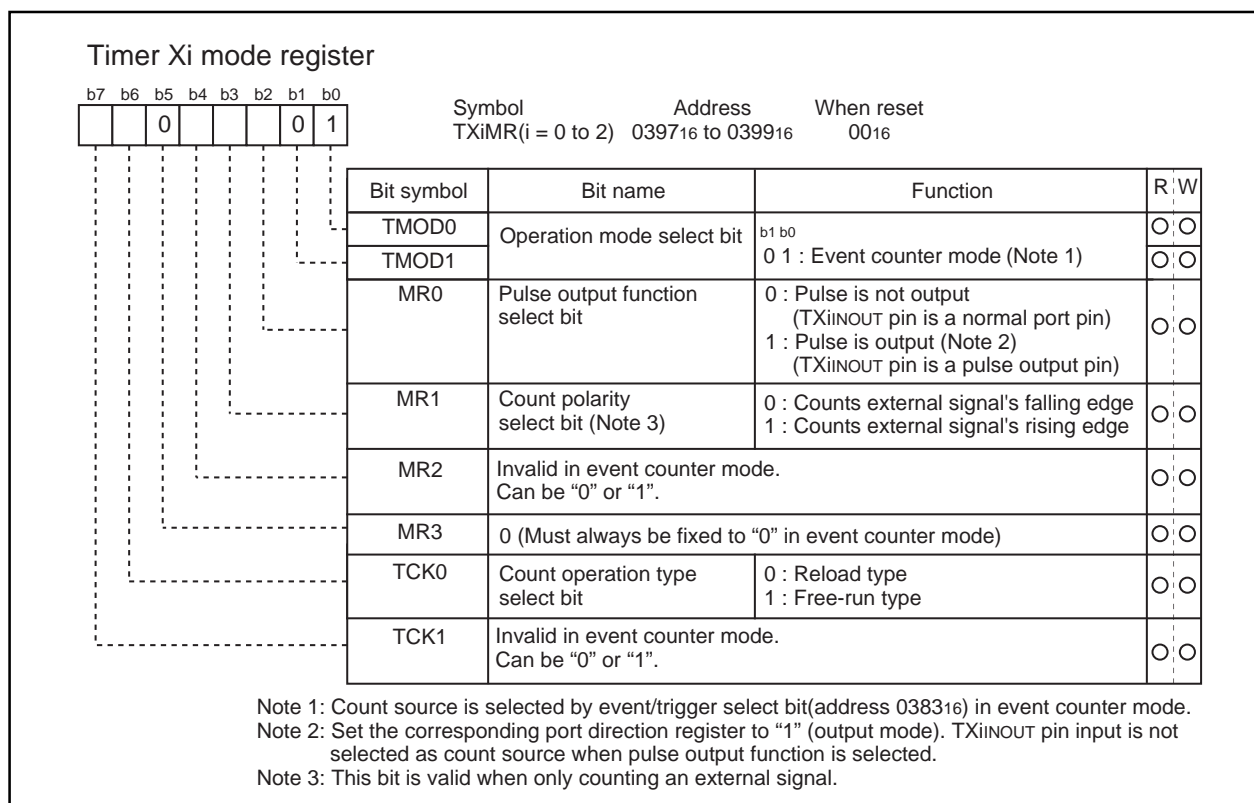 Timer Xi mode register
b7 b6 b5 b4 b3 b2 b1 b0
0 0 1
Symbol Address When reset
TXiMR(i = 0 to 2) 039716 to 039916 0016
Bit symbol Bit name Function R W
TMOD0 Operation mode select bit b1 b0
TMOD1 0 1 : Event counter mode (Note 1)
MR0 Pulse output function 0 : Pulse is not output
select bit (TXiINOUT pin is a normal port pin)
1 : Pulse is output (Note 2)
(TXiINOUT pin is a pulse output pin)
MR1 Count polarity 0 : Counts external signal's falling edge
select bit (Note 3) 1 : Counts external signal's rising edge
MR2 Invalid in event counter mode.
Can be “0” or “1”.
MR3 0 (Must always be fixed to “0” in event counter mode)
TCK0 Count operation type 0 : Reload type
select bit 1 : Free-run type
TCK1 Invalid in event counter mode.
Can be “0” or “1”.
Note 1: Count source is selected by event/trigger select bit(address 038316) in event counter mode.
Note 2: Set the corresponding port direction register to “1” (output mode). TXiINOUT pin input is not
selected as count source when pulse output function is selected.
Note 3: This bit is valid when only counting an external signal.